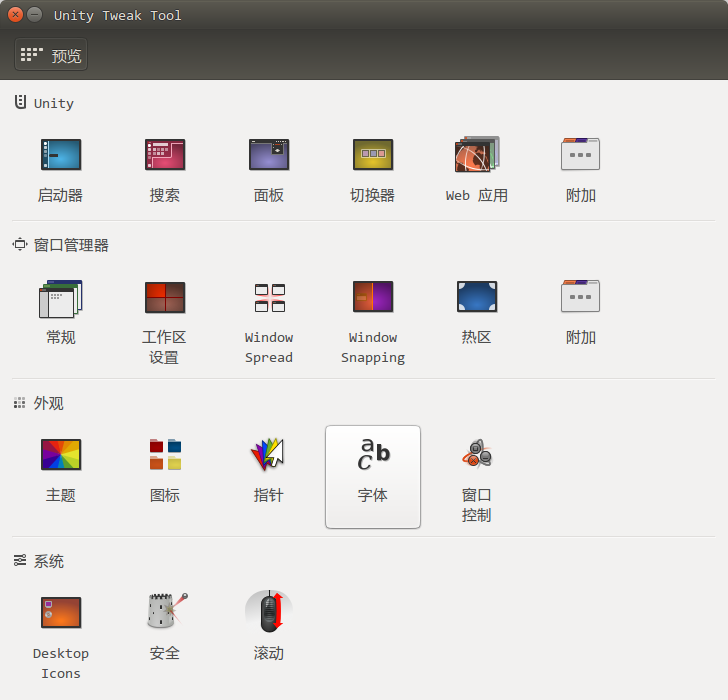 Unity Tweak Tool
预览
Unity
启动器 搜索 面板 切换器 Web 应用 附加
窗口管理器
常规 工作区 Window Window 热区 附加
设置 Spread Snapping
外观
主题 图标 指针 字体 窗口
控制
系统
Desktop 安全 滚动
Icons